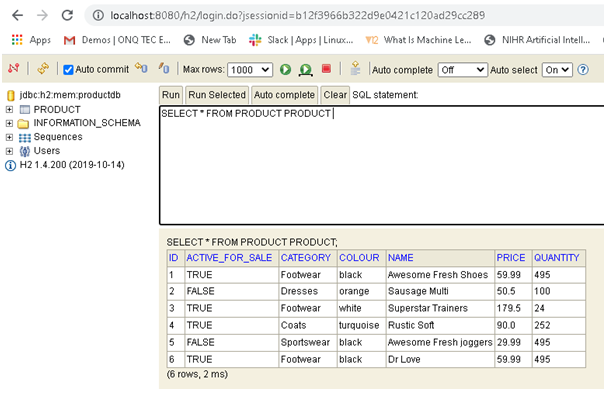 localhost:8080/h2/login.do?jsessionid=b12f3966b322d9e0421c120ad29cc289
Apps Demos | ONQ TEC E... New Tab Slack | Apps | Linux... What Is Machine Le... NIHR Artificial Intell...
Auto commit Max rows: 1000 Auto complete Off Auto select On
jdbc:h2:mem:productdb
PRODUCT
INFORMATION_SCHEMA
Sequences
Users
H2 1.4.200 (2019-10-14)
Run Run Selected Auto complete Clear SQL statement:
SELECT * FROM PRODUCT PRODUCT
SELECT * FROM PRODUCT PRODUCT;
ID ACTIVE_FOR_SALE CATEGORY COLOUR NAME PRICE QUANTITY
1 TRUE Footwear black Awesome Fresh Shoes 59.99 495
2 FALSE Dresses orange Sausage Multi 50.5 100
3 TRUE Footwear white Superstar Trainers 179.5 24
4 TRUE Coats turquoise Rustic Soft 90.0 252
5 FALSE Sportswear black Awesome Fresh joggers 29.99 495
6 TRUE Footwear black Dr Love 59.99 495
(6 rows, 2 ms)